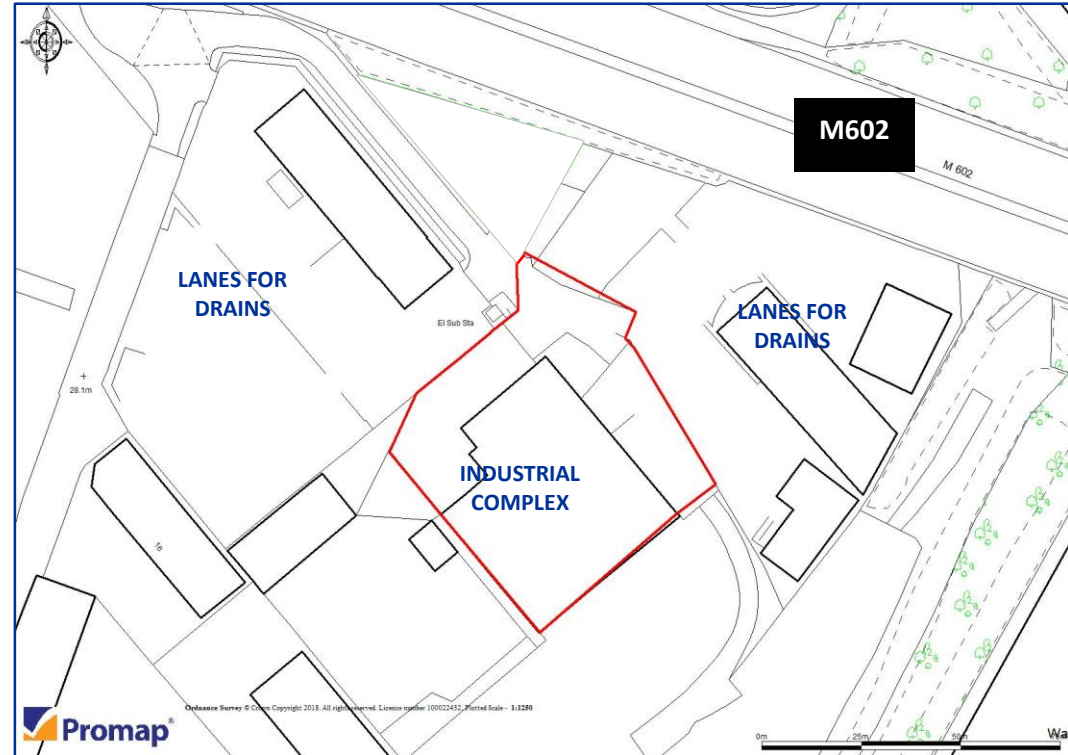 M602
M 602
LANES FOR
DRAINS
LANES FOR
DRAINS
El Sub Sta
28.1m
INDUSTRIAL
COMPLEX
16
Ordnance Survey © Crown Copyright 2018. All rights reserved. Licence number 100022432. Plotted Scale - 1:1250
Promap®
0m 25m 50m
Wa